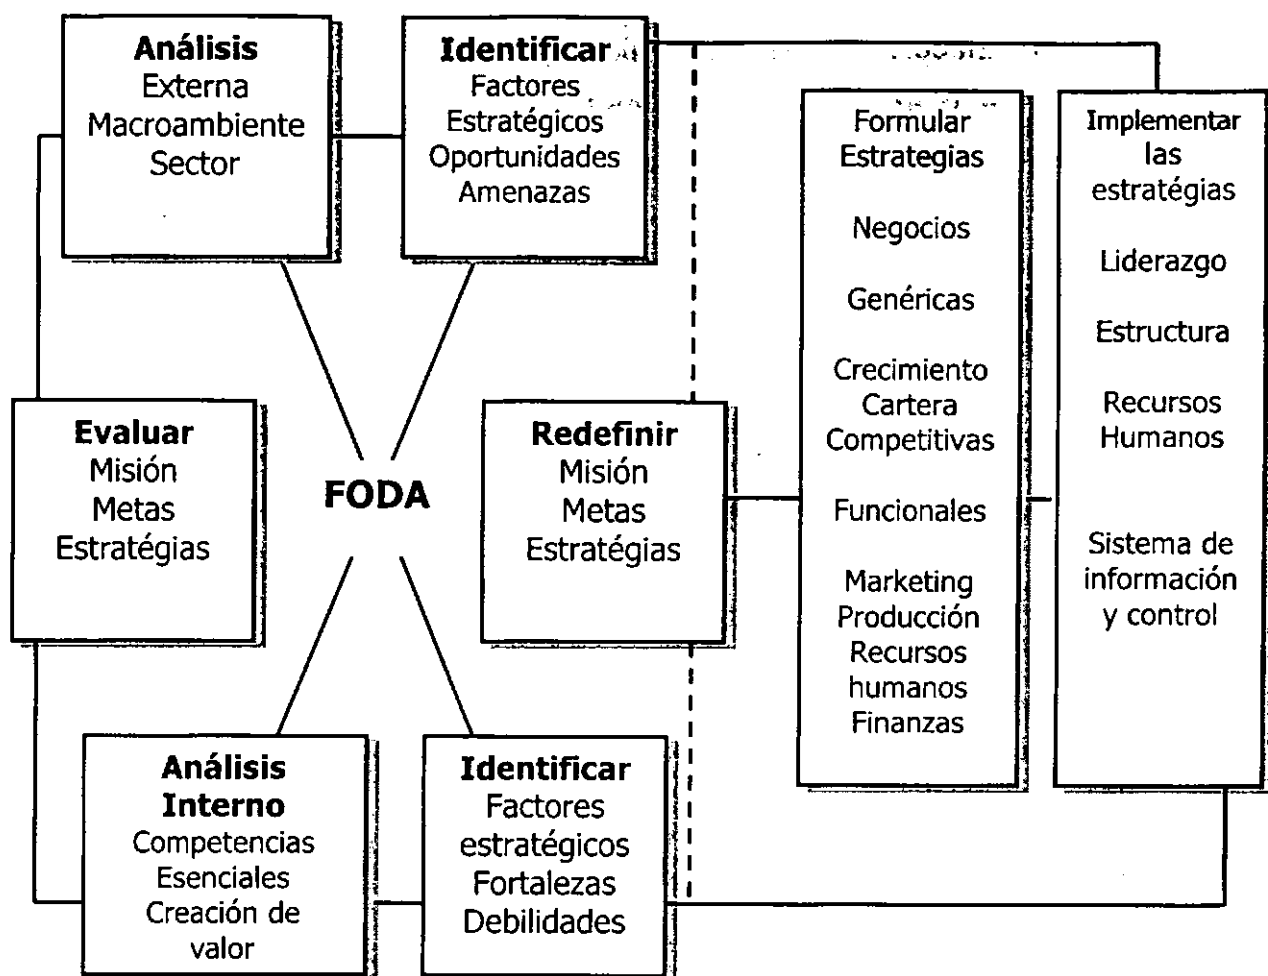 Análisis
Externa
Macroambiente
Sector
Identificar
Factores
Estratégicos
Oportunidades
Amenazas
Evaluar
Misión
Metas
Estratégias
FODA
Redefinir
Misión
Metas
Estratégias
Análisis
Interno
Competencias
Esenciales
Creación de
valor
Identificar
Factores
estratégicos
Fortalezas
Debilidades
Formular
Estrategias
Negocios
Genéricas
Crecimiento
Cartera
Competitivas
Funcionales
Marketing
Producción
Recursos
humanos
Finanzas
Implementar
las
estratégias
Liderazgo
Estructura
Recursos
Humanos
Sistema de
información
y control